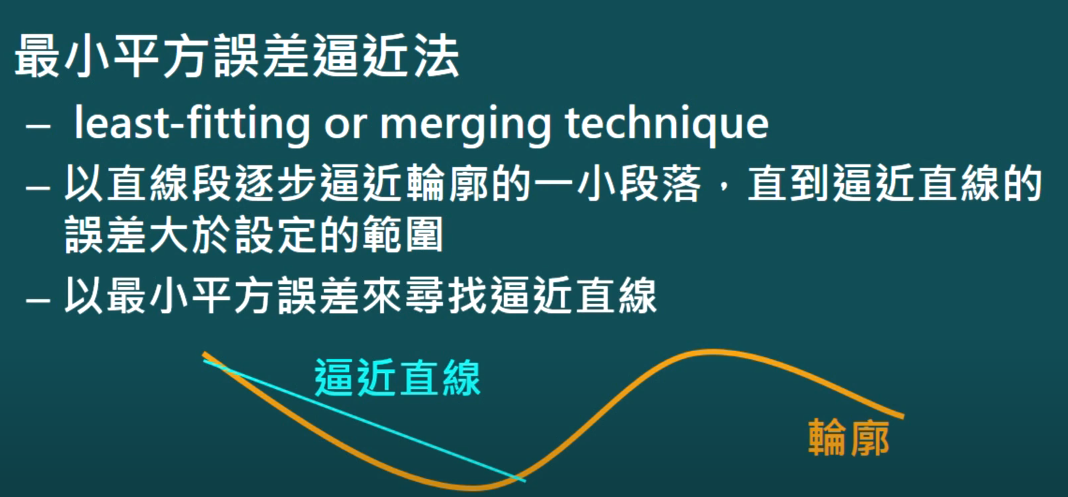 最小平方誤差逼近法
– least-fitting or merging technique
– 以直線段逐步逼近輪廓的一小段落，直到逼近直線的
誤差大於設定的範圍
– 以最小平方誤差來尋找逼近直線
逼近直線
輪廓